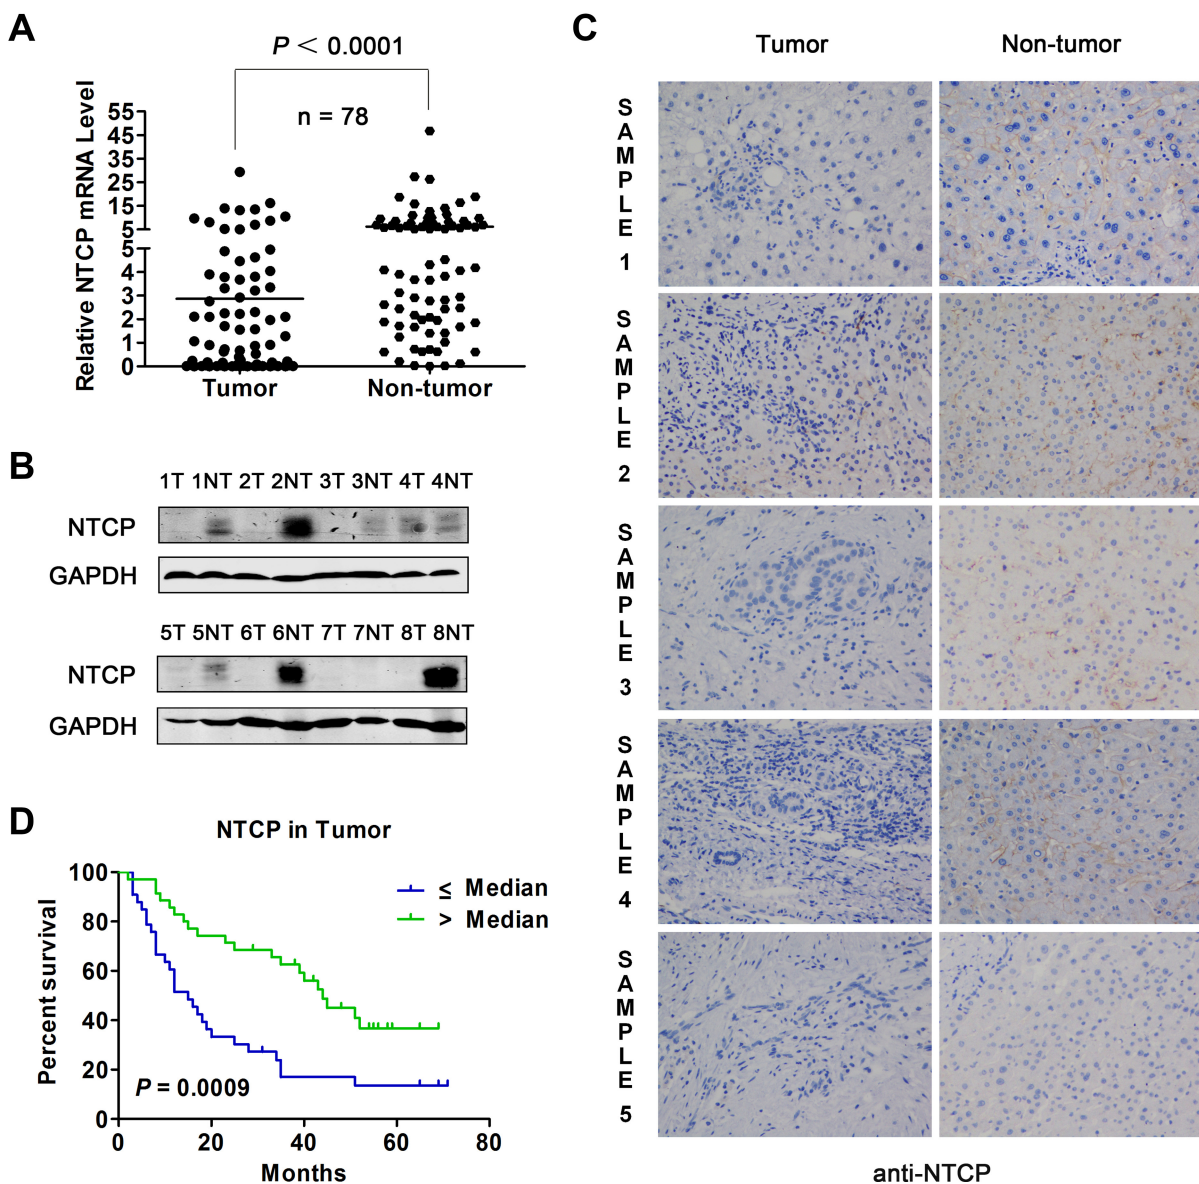 A
P < 0.0001
n = 78
Relative NTCP mRNA Level
55
45
35
25
15
5
5
4
3
2
1
0
Tumor
Non-tumor
B
1T 1NT 2T 2NT 3T 3NT 4T 4NT
NTCP
GAPDH
5T 5NT 6T 6NT 7T 7NT 8T 8NT
NTCP
GAPDH
C
Tumor
Non-tumor
SAMPLE 1
SAMPLE 2
SAMPLE 3
SAMPLE 4
SAMPLE 5
anti-NTCP
D
NTCP in Tumor
≤ Median
> Median
Percent survival
100
80
60
40
20
0
P = 0.0009
0 20 40 60 80
Months